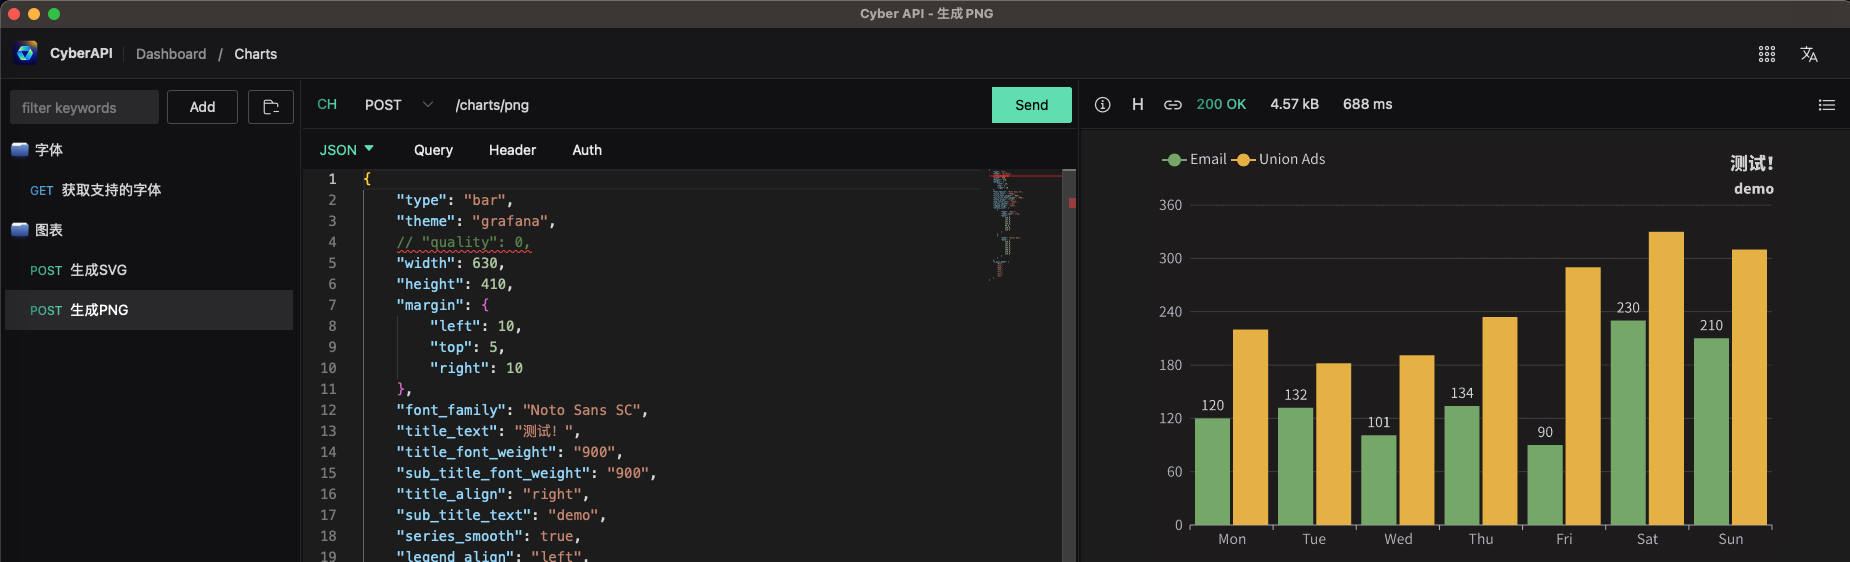 Cyber API - 生成PNG
CyberAPI Dashboard / Charts
filter keywords Add
字体
GET 获取支持的字体
图表
POST 生成SVG
POST 生成PNG
CH POST /charts/png Send
JSON Query Header Auth
1 {
2 "type": "bar",
3 "theme": "grafana",
4 // "quality": 0,
5 "width": 630,
6 "height": 410,
7 "margin": {
8 "left": 10,
9 "top": 5,
10 "right": 10
11 },
12 "font_family": "Noto Sans SC",
13 "title_text": "测试！",
14 "title_font_weight": "900",
15 "sub_title_font_weight": "900",
16 "title_align": "right",
17 "sub_title_text": "demo",
18 "series_smooth": true,
19 "legend_align": "left",
H 200 OK 4.57 kB 688 ms
Email Union Ads
测试！
demo
360
300
240
180
120
60
0
120
132
101
134
90
230
210
Mon Tue Wed Thu Fri Sat Sun